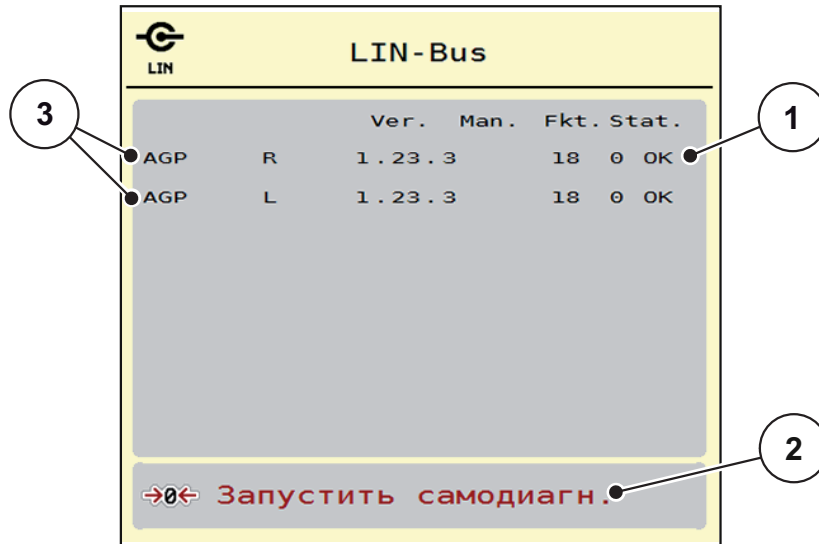 LIN
LIN-Bus
Ver. Man. Fkt. Stat.
3
1
AGP R 1.23.3 18 0 OK
AGP L 1.23.3 18 0 OK
2
→0← Запустить самодиагн.